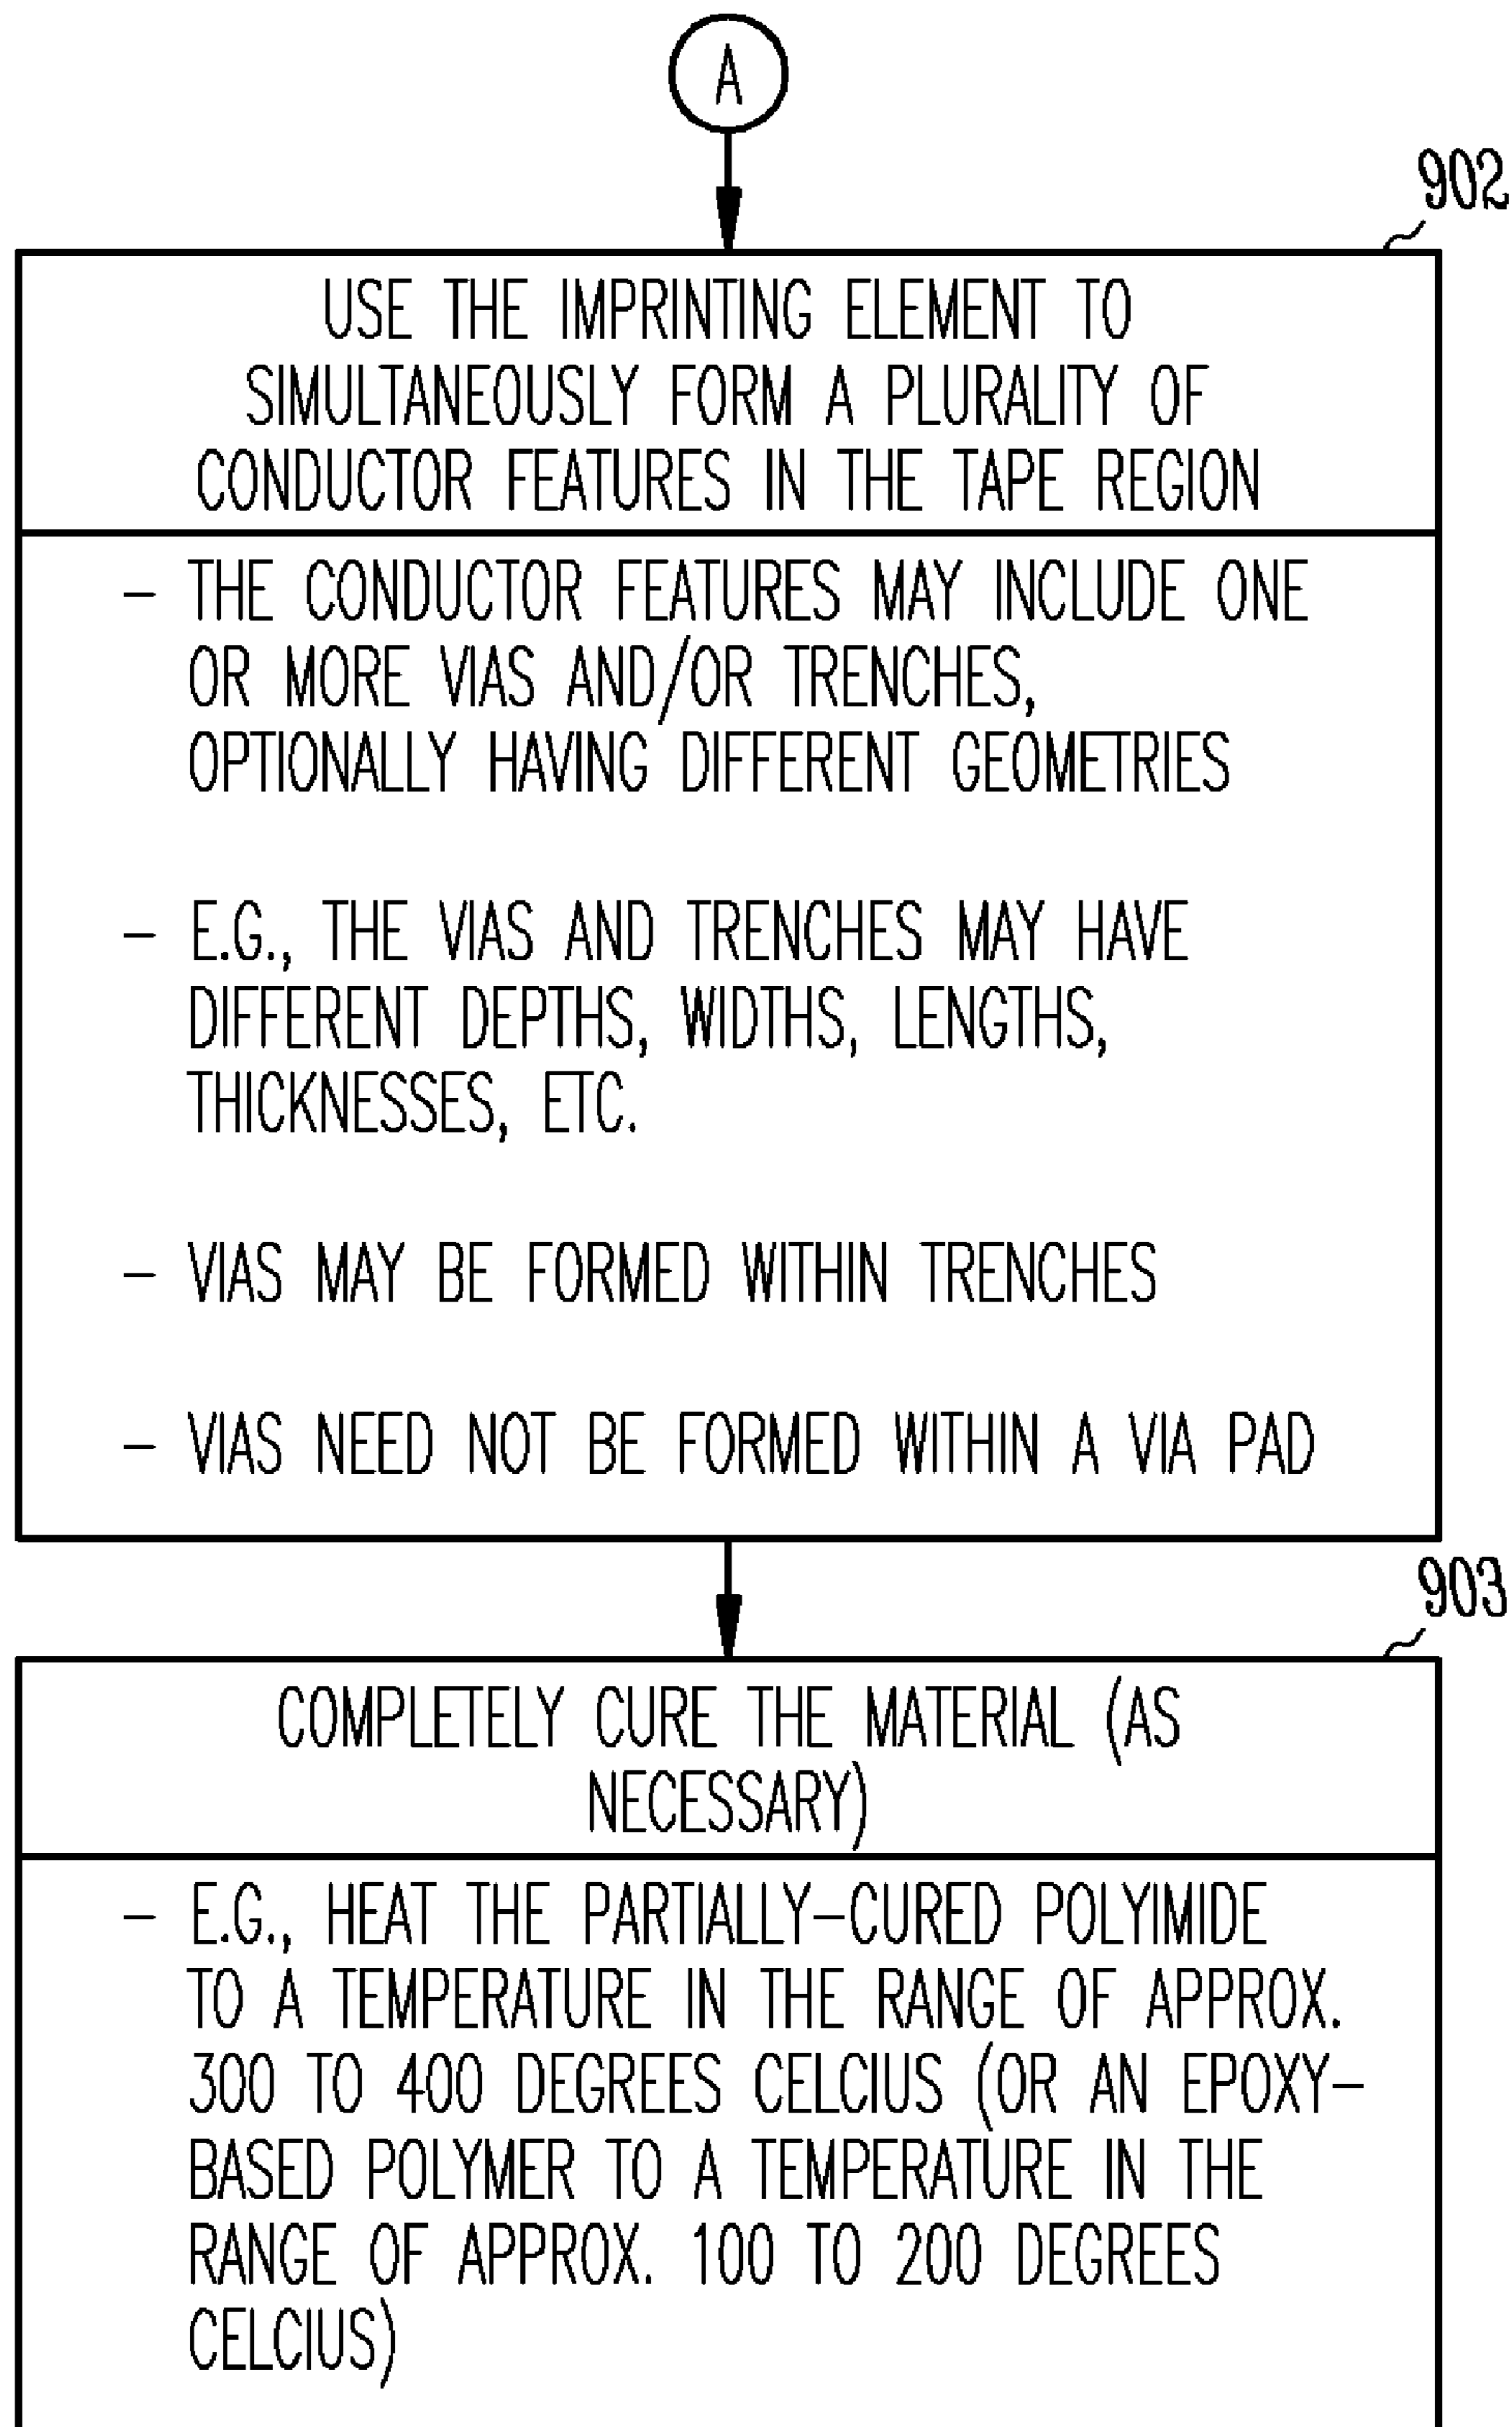 A
902
USE THE IMPRINTING ELEMENT TO
SIMULTANEOUSLY FORM A PLURALITY OF
CONDUCTOR FEATURES IN THE TAPE REGION
- THE CONDUCTOR FEATURES MAY INCLUDE ONE
OR MORE VIAS AND/OR TRENCHES,
OPTIONALLY HAVING DIFFERENT GEOMETRIES
- E.G., THE VIAS AND TRENCHES MAY HAVE
DIFFERENT DEPTHS, WIDTHS, LENGTHS,
THICKNESSES, ETC.
- VIAS MAY BE FORMED WITHIN TRENCHES
- VIAS NEED NOT BE FORMED WITHIN A VIA PAD
903
COMPLETELY CURE THE MATERIAL (AS
NECESSARY)
- E.G., HEAT THE PARTIALLY-CURED POLYIMIDE
TO A TEMPERATURE IN THE RANGE OF APPROX.
300 TO 400 DEGREES CELCIUS (OR AN EPOXY-
BASED POLYMER TO A TEMPERATURE IN THE
RANGE OF APPROX. 100 TO 200 DEGREES
CELCIUS)